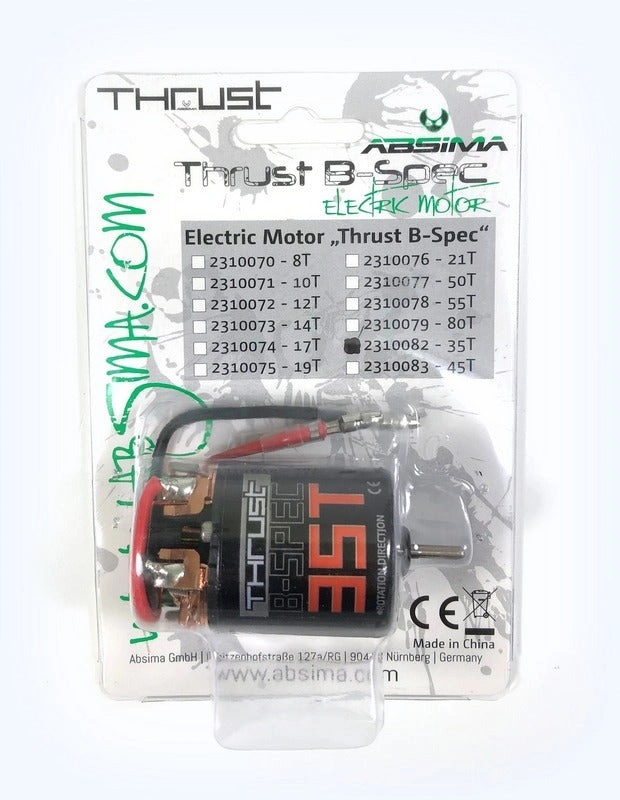 Thrust
ABSIMA
Thrust B-Spec
ELECTRIC MOTOR
Electric Motor „Thrust B-Spec“
2310070 - 8T
2310071 - 10T
2310072 - 12T
2310073 - 14T
2310074 - 17T
2310075 - 19T
2310076 - 21T
2310077 - 50T
2310078 - 55T
2310079 - 80T
2310082 - 35T
2310083 - 45T
THRUST
B-SPEC
35T
CE
ROTATION DIRECTION
CE
Made in China
Absima GmbH | 127a/RG | Nürnberg | Germany
www.absima.com